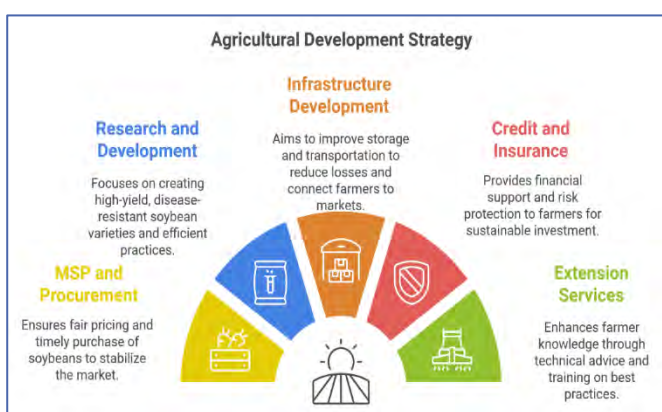 Agricultural Development Strategy
MSP and
Procurement
Ensures fair pricing and
timely purchase of
soybeans to stabilize
the market.
Research and
Development
Focuses on creating
high-yield, disease-
resistant soybean
varieties and efficient
practices.
Infrastructure
Development
Aims to improve storage
and transportation to
reduce losses and
connect farmers to
markets.
Credit and
Insurance
Provides financial
support and risk
protection to farmers for
sustainable investment.
Extension
Services
Enhances farmer
knowledge through
technical advice and
training on best
practices.